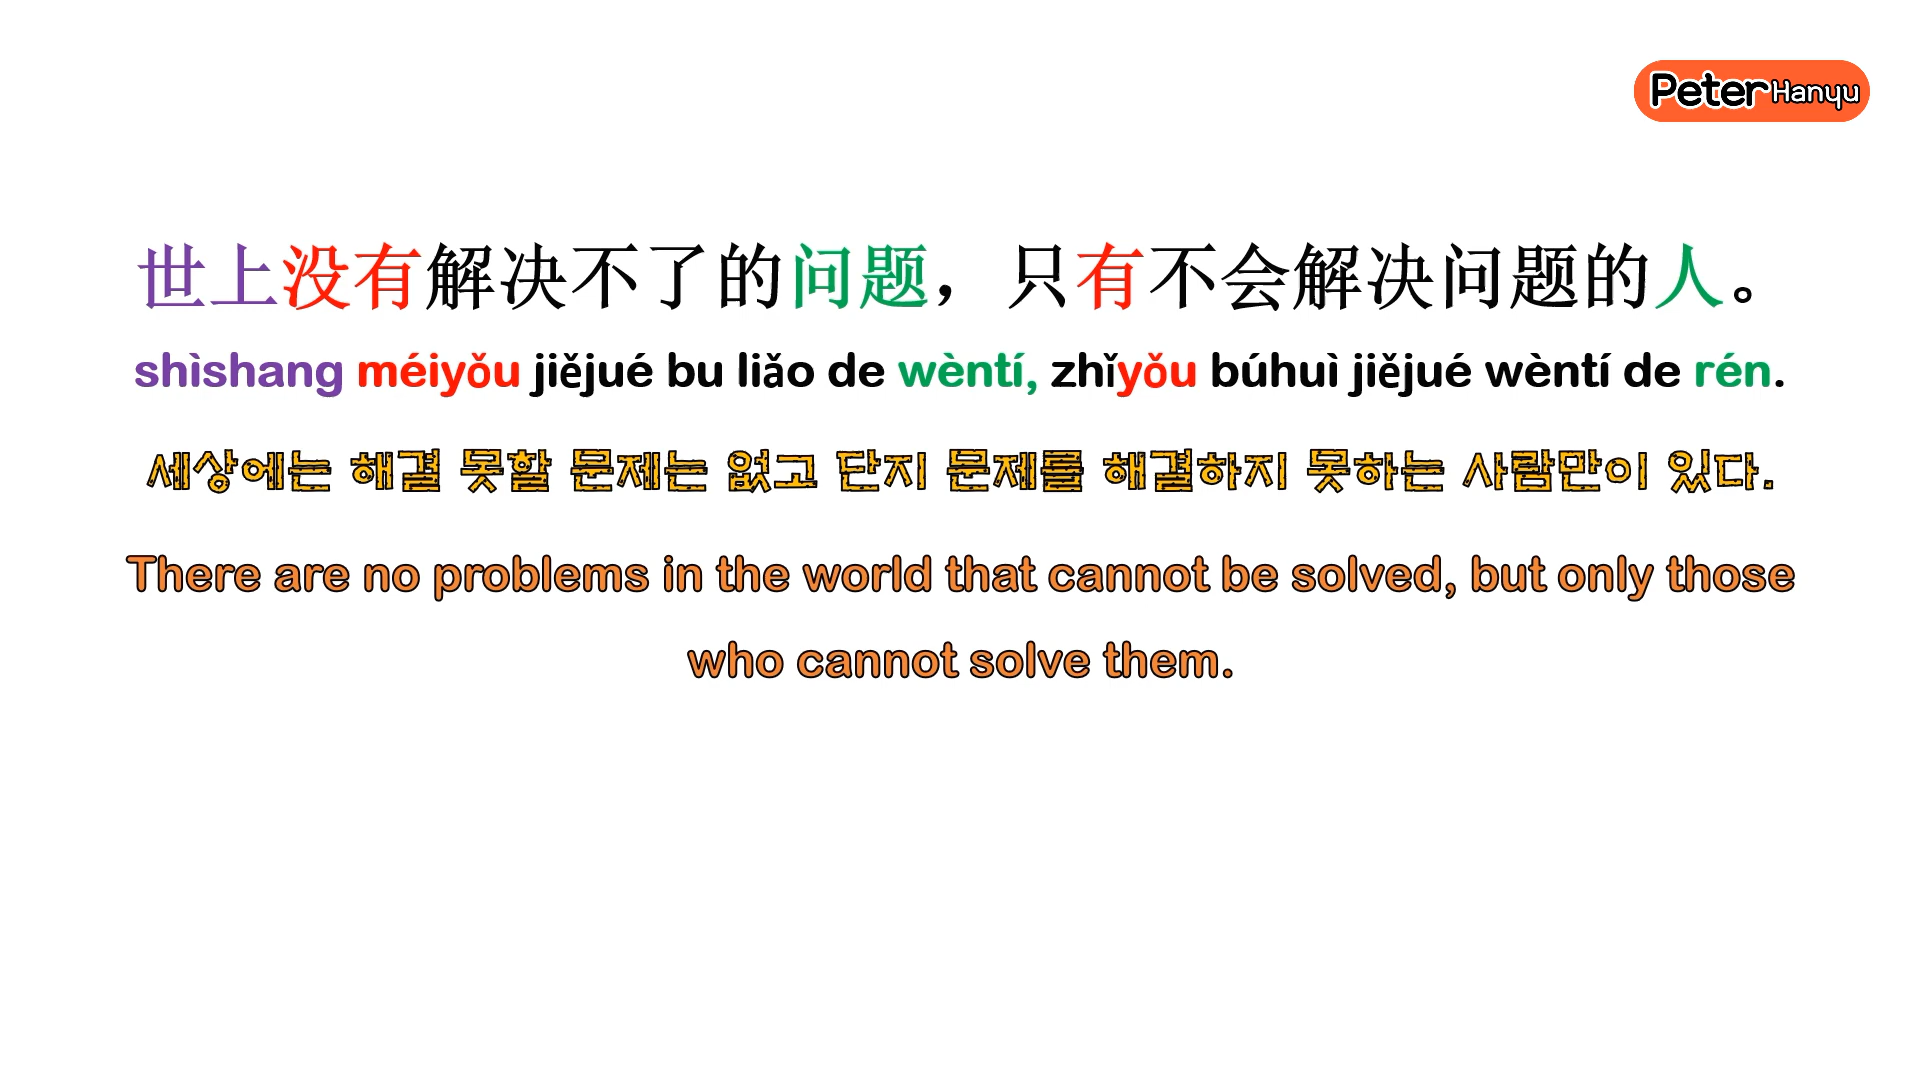 Peter Hanyu
世上没有解决不了的问题，只有不会解决问题的人。
shìshang méiyǒu jiějué bu liǎo de wèntí, zhǐyǒu búhuì jiějué wèntí de rén.
세상에는 해결 못할 문제는 없고 단지 문제를 해결하지 못하는 사람만이 있다.
There are no problems in the world that cannot be solved, but only those
who cannot solve them.